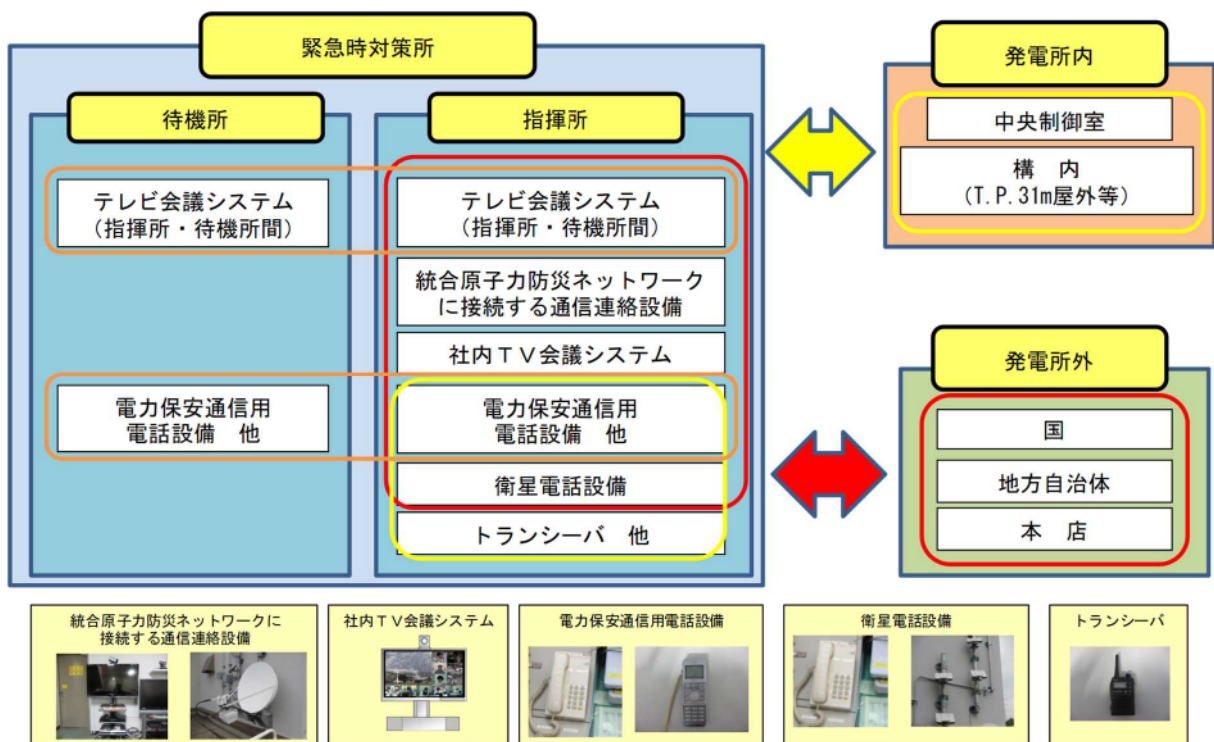 緊急時対策所
待機所
テレビ会議システム
（指揮所・待機所間）
電力保安通信用
電話設備 他
指揮所
テレビ会議システム
（指揮所・待機所間）
統合原子力防災ネットワーク
に接続する通信連絡設備
社内ＴＶ会議システム
電力保安通信用
電話設備 他
衛星電話設備
トランシーバ 他
発電所内
中央制御室
構 内
（T.P.31m屋外等）
発電所外
国
地方自治体
本 店
統合原子力防災ネットワークに
接続する通信連絡設備
社内ＴＶ会議システム
電力保安通信用電話設備
衛星電話設備
トランシーバ